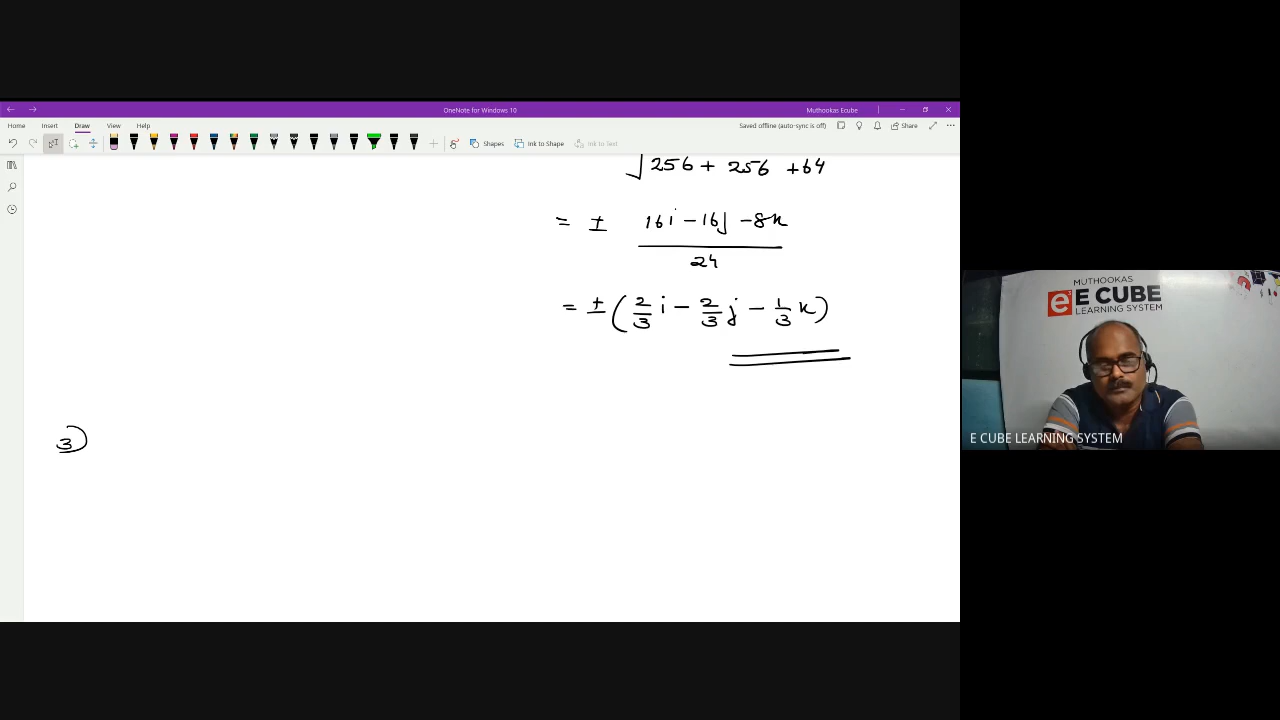 OneNote for Windows 10
Muthookas Ecube
Home Insert Draw View Help
Saved offline (auto-sync is off)
Share
Shapes
Ink to Shape
Ink to Text
√256 + 256 + 64
= ± 16i - 16j - 8k
24
= ± (2/3 i - 2/3 j - 1/3 k)
3)
MUTHOOKAS
e³ E CUBE
LEARNING SYSTEM
E CUBE LEARNING SYSTEM